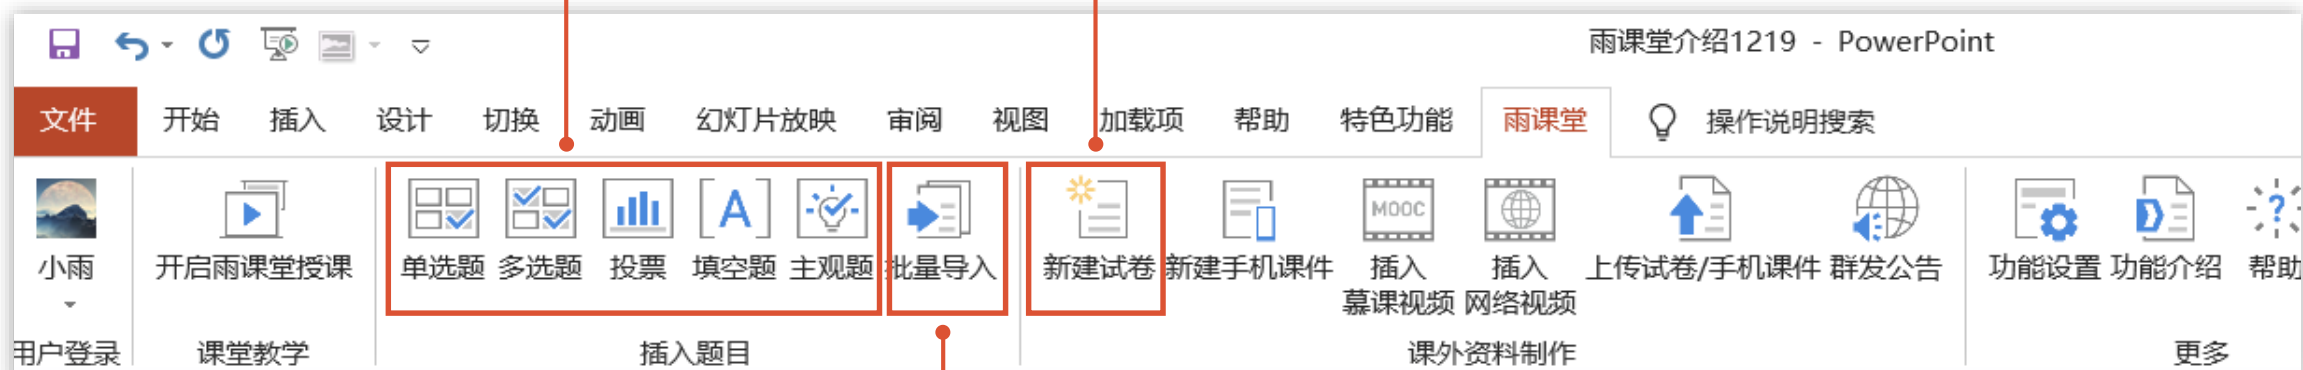 雨课堂介绍1219 - PowerPoint
文件 开始 插入 设计 切换 动画 幻灯片放映 审阅 视图 加载项 帮助 特色功能 雨课堂 操作说明搜索
A MOOC ?
小雨 开启雨课堂授课 单选题 多选题 投票 填空题 主观题 批量导入 新建试卷 新建手机课件 插入 插入 上传试卷/手机课件 群发公告 功能设置 功能介绍 帮助
慕课视频 网络视频
用户登录 课堂教学 插入题目 课外资料制作 更多